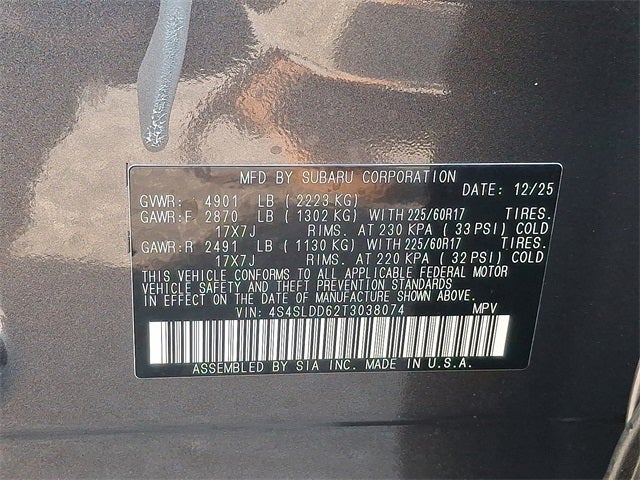 MFD BY SUBARU CORPORATION
GVWR: 4901 LB ( 2223 KG) DATE: 12/25
GAWR:F 2870 LB ( 1302 KG) WITH 225/60R17 TIRES.
17X7J RIMS. AT 230 KPA ( 33 PSI) COLD
GAWR:R 2491 LB ( 1130 KG) WITH 225/60R17 TIRES.
17X7J RIMS. AT 220 KPA ( 32 PSI) COLD
THIS VEHICLE CONFORMS TO ALL APPLICABLE FEDERAL MOTOR
VEHICLE SAFETY AND THEFT PREVENTION STANDARDS
IN EFFECT ON THE DATE OF MANUFACTURE SHOWN ABOVE.
VIN: 4S4SLDD62T3038074 MPV
ASSEMBLED BY SIA INC. MADE IN U.S.A.